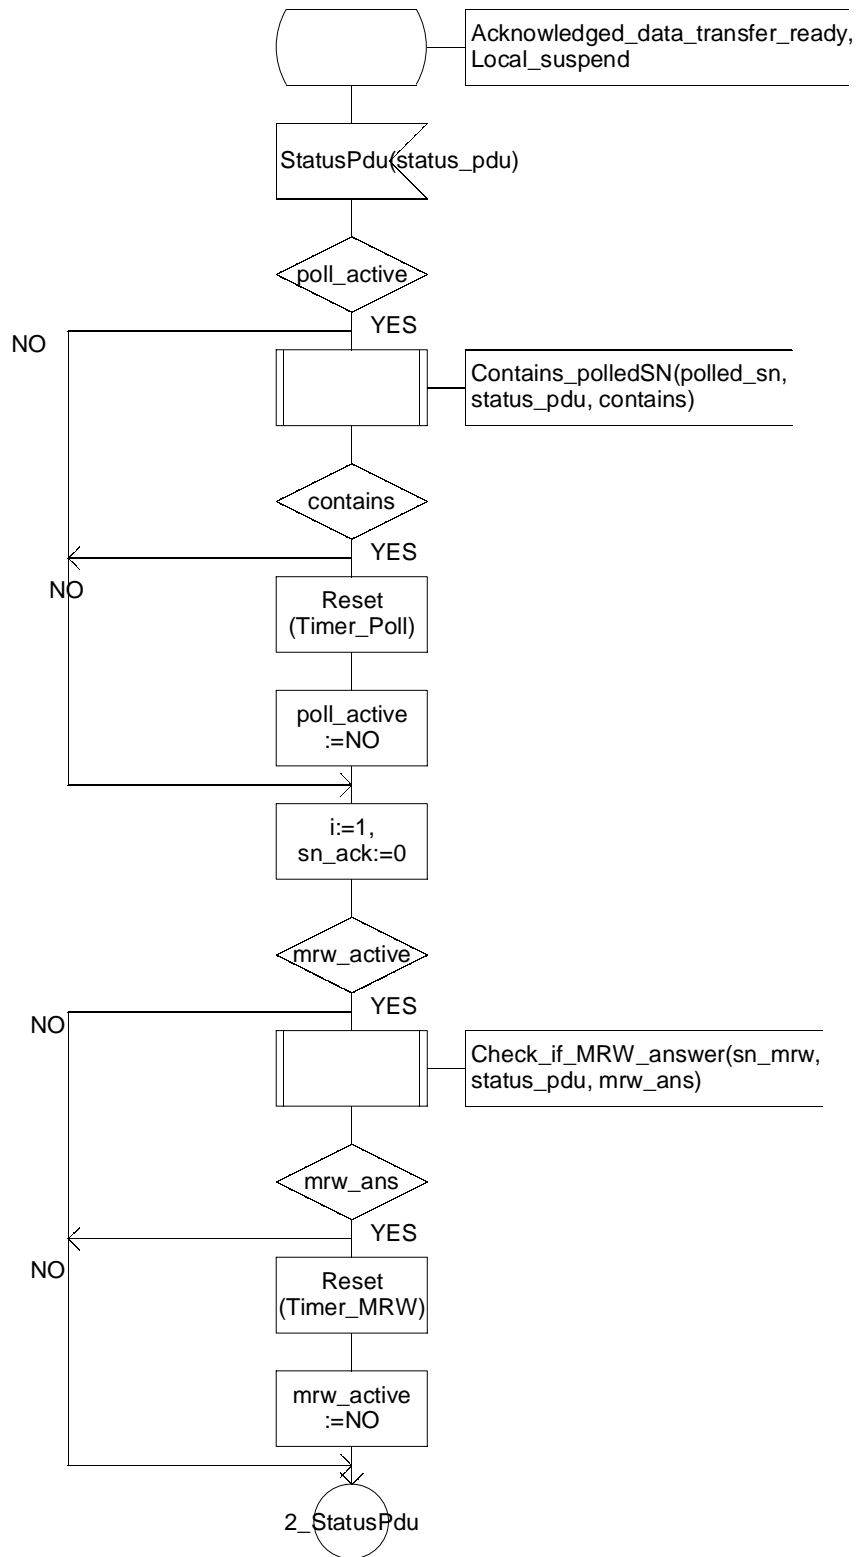 Acknowledged_data_transfer_ready,
Local_suspend
StatusPdu(status_pdu)
poll_active
YES
NO
Contains_polledSN(polled_sn,
status_pdu, contains)
contains
YES
NO
Reset
(Timer_Poll)
poll_active
:=NO
i:=1,
sn_ack:=0
mrw_active
YES
NO
Check_if_MRW_answer(sn_mrw,
status_pdu, mrw_ans)
mrw_ans
YES
NO
Reset
(Timer_MRW)
mrw_active
:=NO
2_StatusPdu